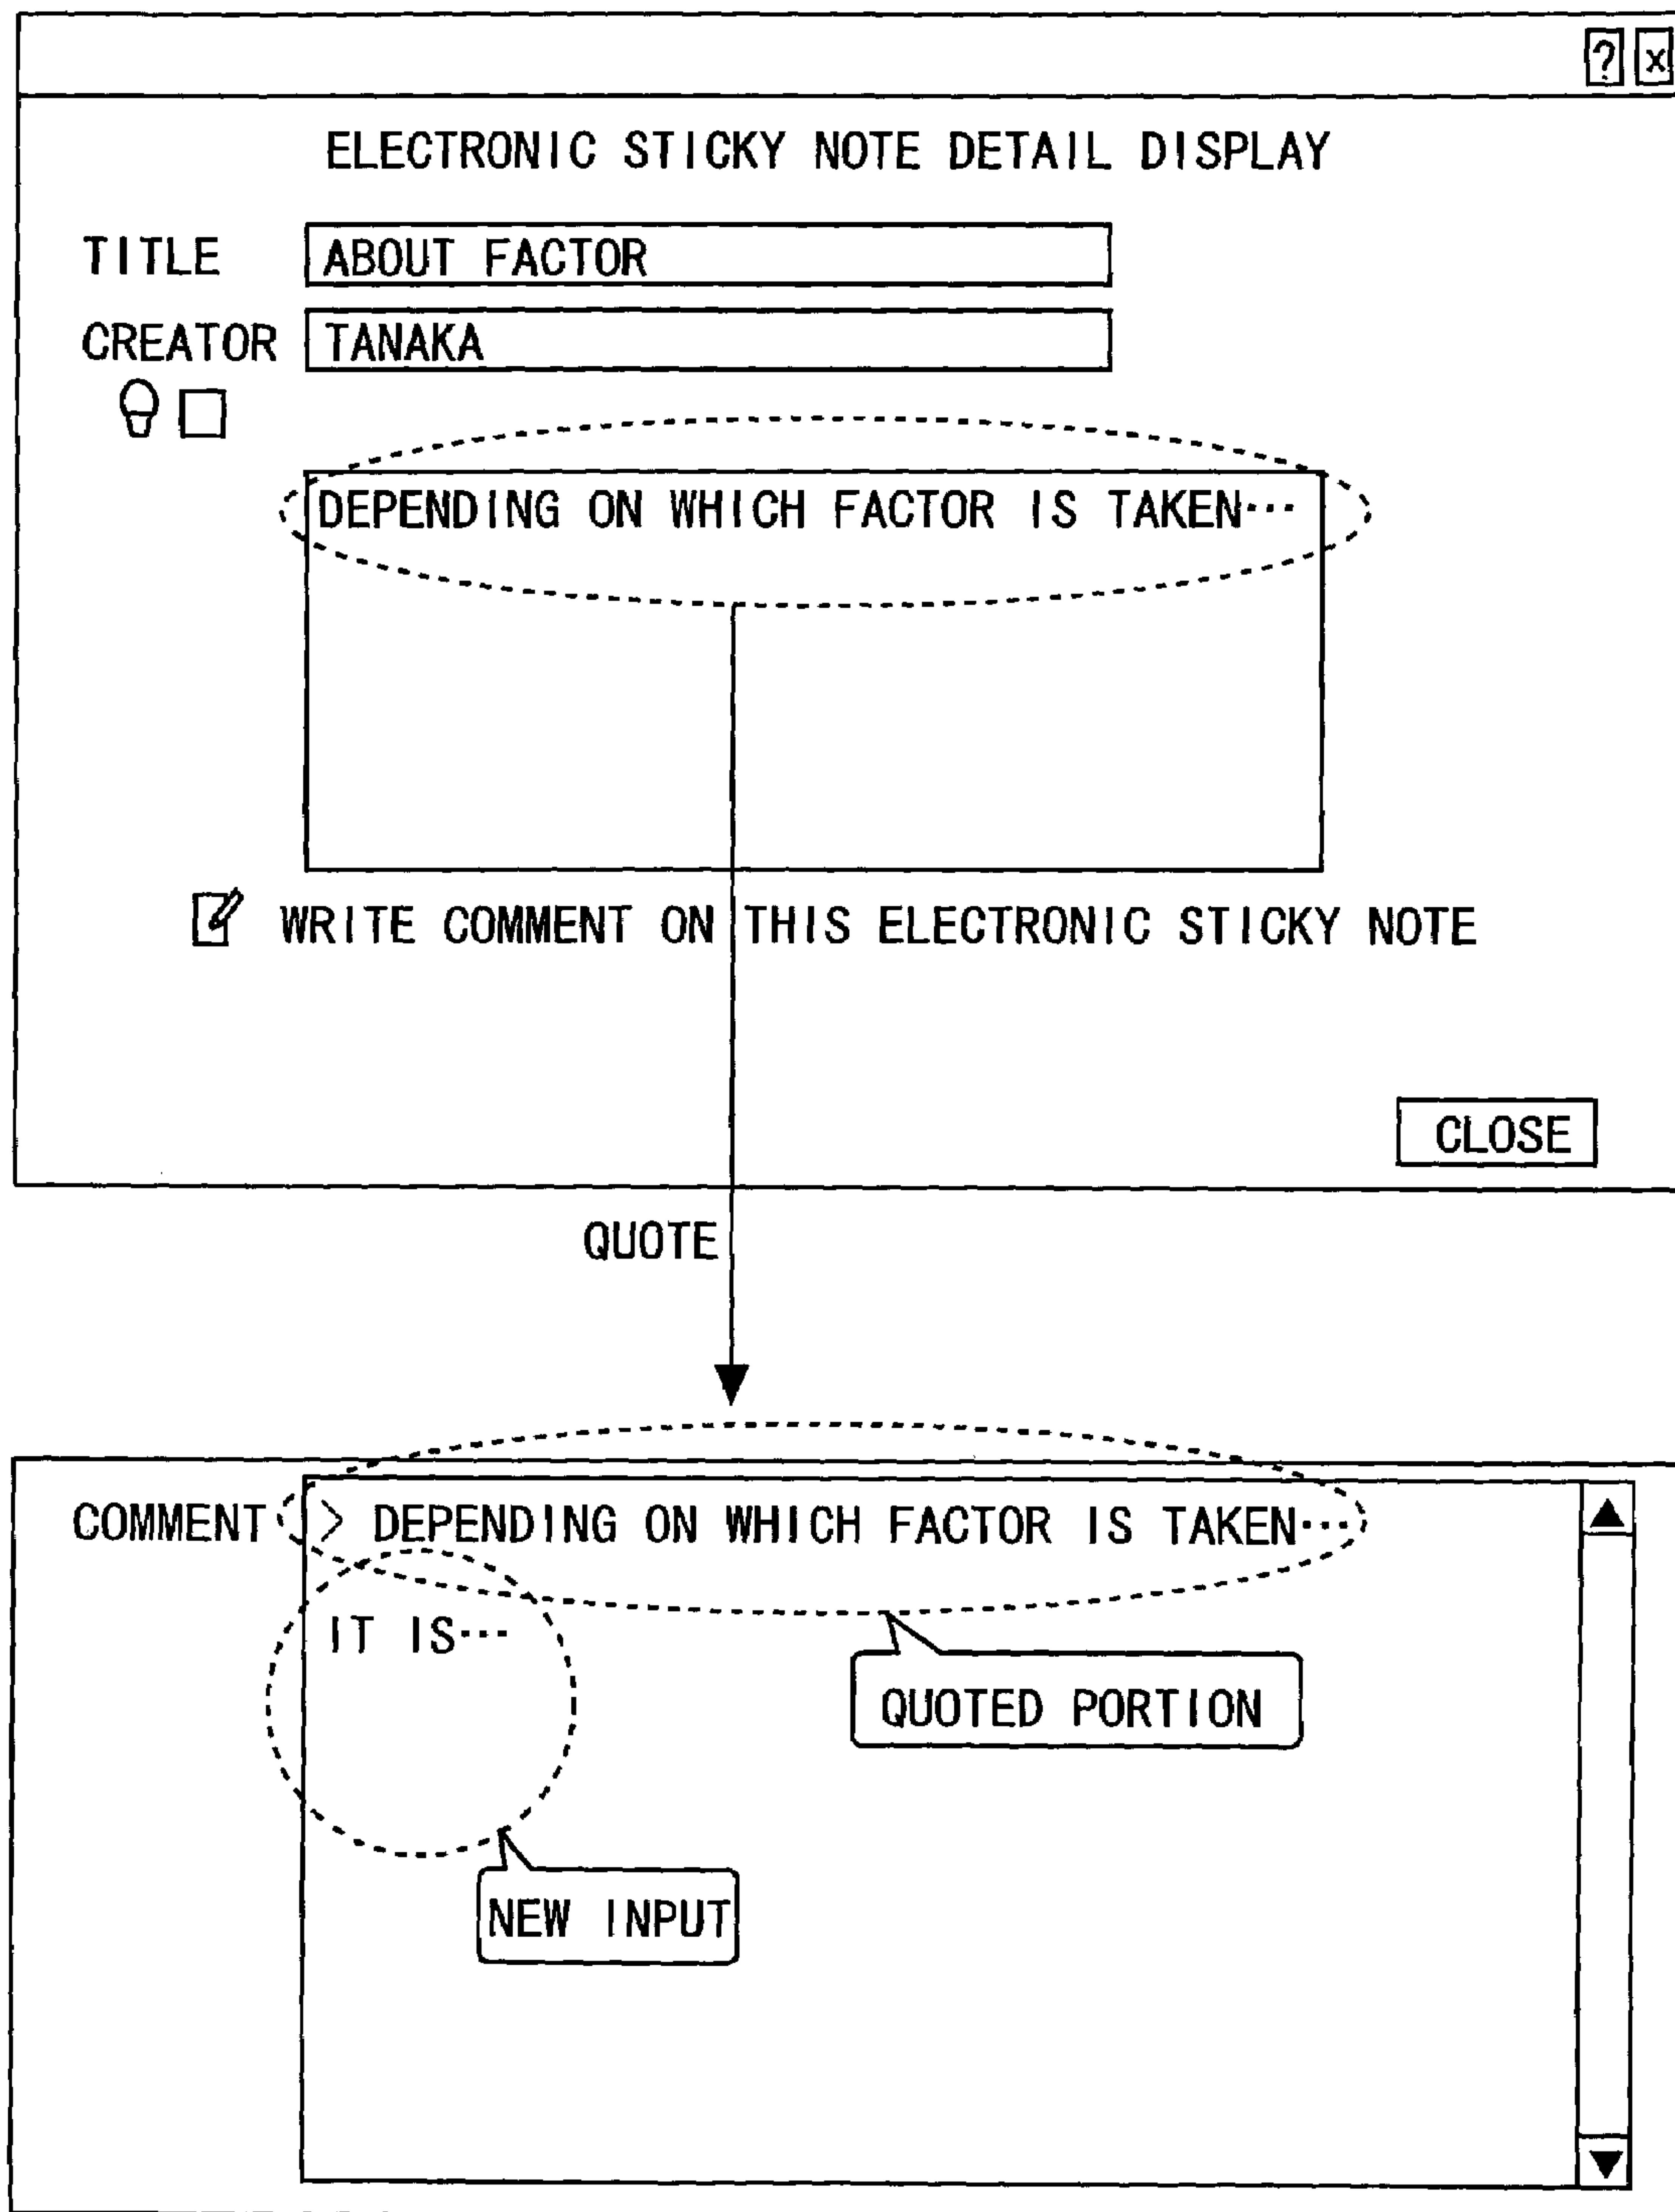 ? x
ELECTRONIC STICKY NOTE DETAIL DISPLAY
TITLE ABOUT FACTOR
CREATOR TANAKA
DEPENDING ON WHICH FACTOR IS TAKEN…
WRITE COMMENT ON THIS ELECTRONIC STICKY NOTE
CLOSE
QUOTE
COMMENT > DEPENDING ON WHICH FACTOR IS TAKEN…
IT IS…
QUOTED PORTION
NEW INPUT